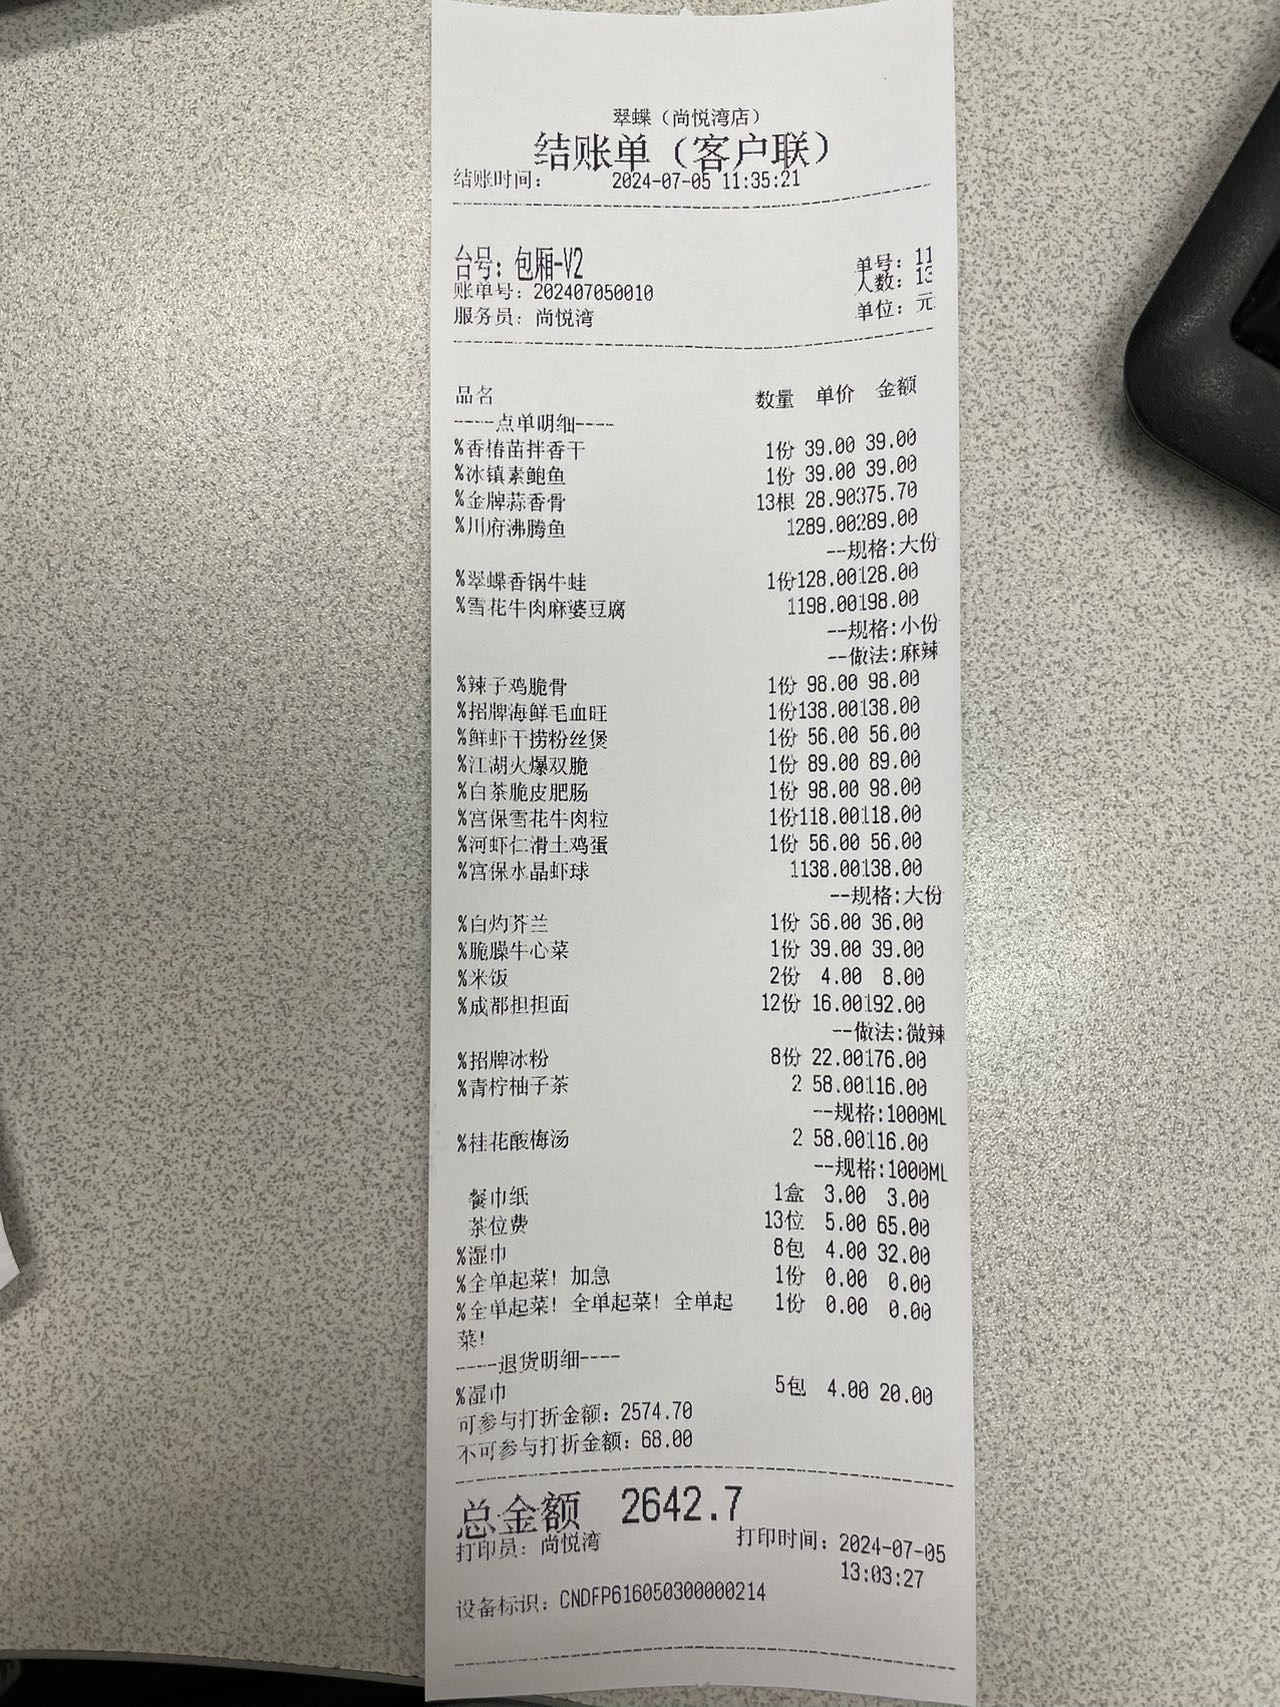 翠蝶（尚悦湾店）
结账单（客户联）
结账时间： 2024-07-05 11:35:21
台号：包厢-V2 单号：11
账单号：202407050010 人数：13
服务员：尚悦湾 单位：元
品名 数量 单价 金额
----点单明细----
%香椿苗拌香干 1份 39.00 39.00
%冰镇素鲍鱼 1份 39.00 39.00
%金牌蒜香骨 13根 28.90375.70
%川府沸腾鱼 1289.00289.00
--规格:大份
%翠蝶香锅牛蛙 1份128.00128.00
%雪花牛肉麻婆豆腐 1198.00198.00
--规格:小份
--做法:麻辣
%辣子鸡脆骨 1份 98.00 98.00
%招牌海鲜毛血旺 1份138.00138.00
%鲜虾干捞粉丝煲 1份 56.00 56.00
%江湖火爆双脆 1份 89.00 89.00
%白茶脆皮肥肠 1份 98.00 98.00
%宫保雪花牛肉粒 1份118.00118.00
%河虾仁滑土鸡蛋 1份 56.00 56.00
%宫保水晶虾球 1138.00138.00
--规格:大份
%白灼芥兰 1份 36.00 36.00
%脆臊牛心菜 1份 39.00 39.00
%米饭 2份 4.00 8.00
%成都担担面 12份 16.00192.00
--做法:微辣
%招牌冰粉 8份 22.00176.00
%青柠柚子茶 2 58.00116.00
--规格:1000ML
%桂花酸梅汤 2 58.00116.00
--规格:1000ML
餐巾纸 1盒 3.00 3.00
茶位费 13位 5.00 65.00
%湿巾 8包 4.00 32.00
%全单起菜！加急 1份 0.00 0.00
%全单起菜！全单起菜！全单起 1份 0.00 0.00
菜！
----退货明细----
%湿巾 5包 4.00 20.00
可参与打折金额：2574.70
不可参与打折金额：68.00
总金额 2642.7
打印员：尚悦湾 打印时间：2024-07-05
13:03:27
设备标识：CNDFP616050300000214